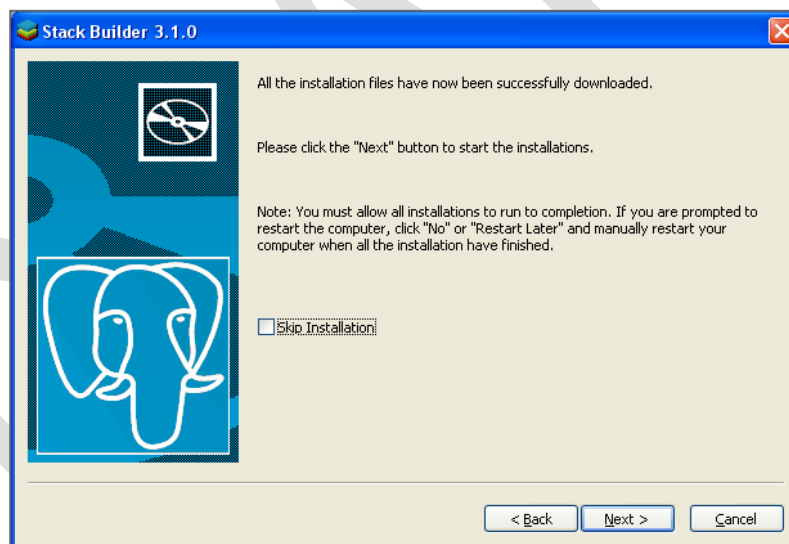 Stack Builder 3.1.0
All the installation files have now been successfully downloaded.
Please click the "Next" button to start the installations.
Note: You must allow all installations to run to completion. If you are prompted to
restart the computer, click "No" or "Restart Later" and manually restart your
computer when all the installation have finished.
Skip Installation
< Back
Next >
Cancel